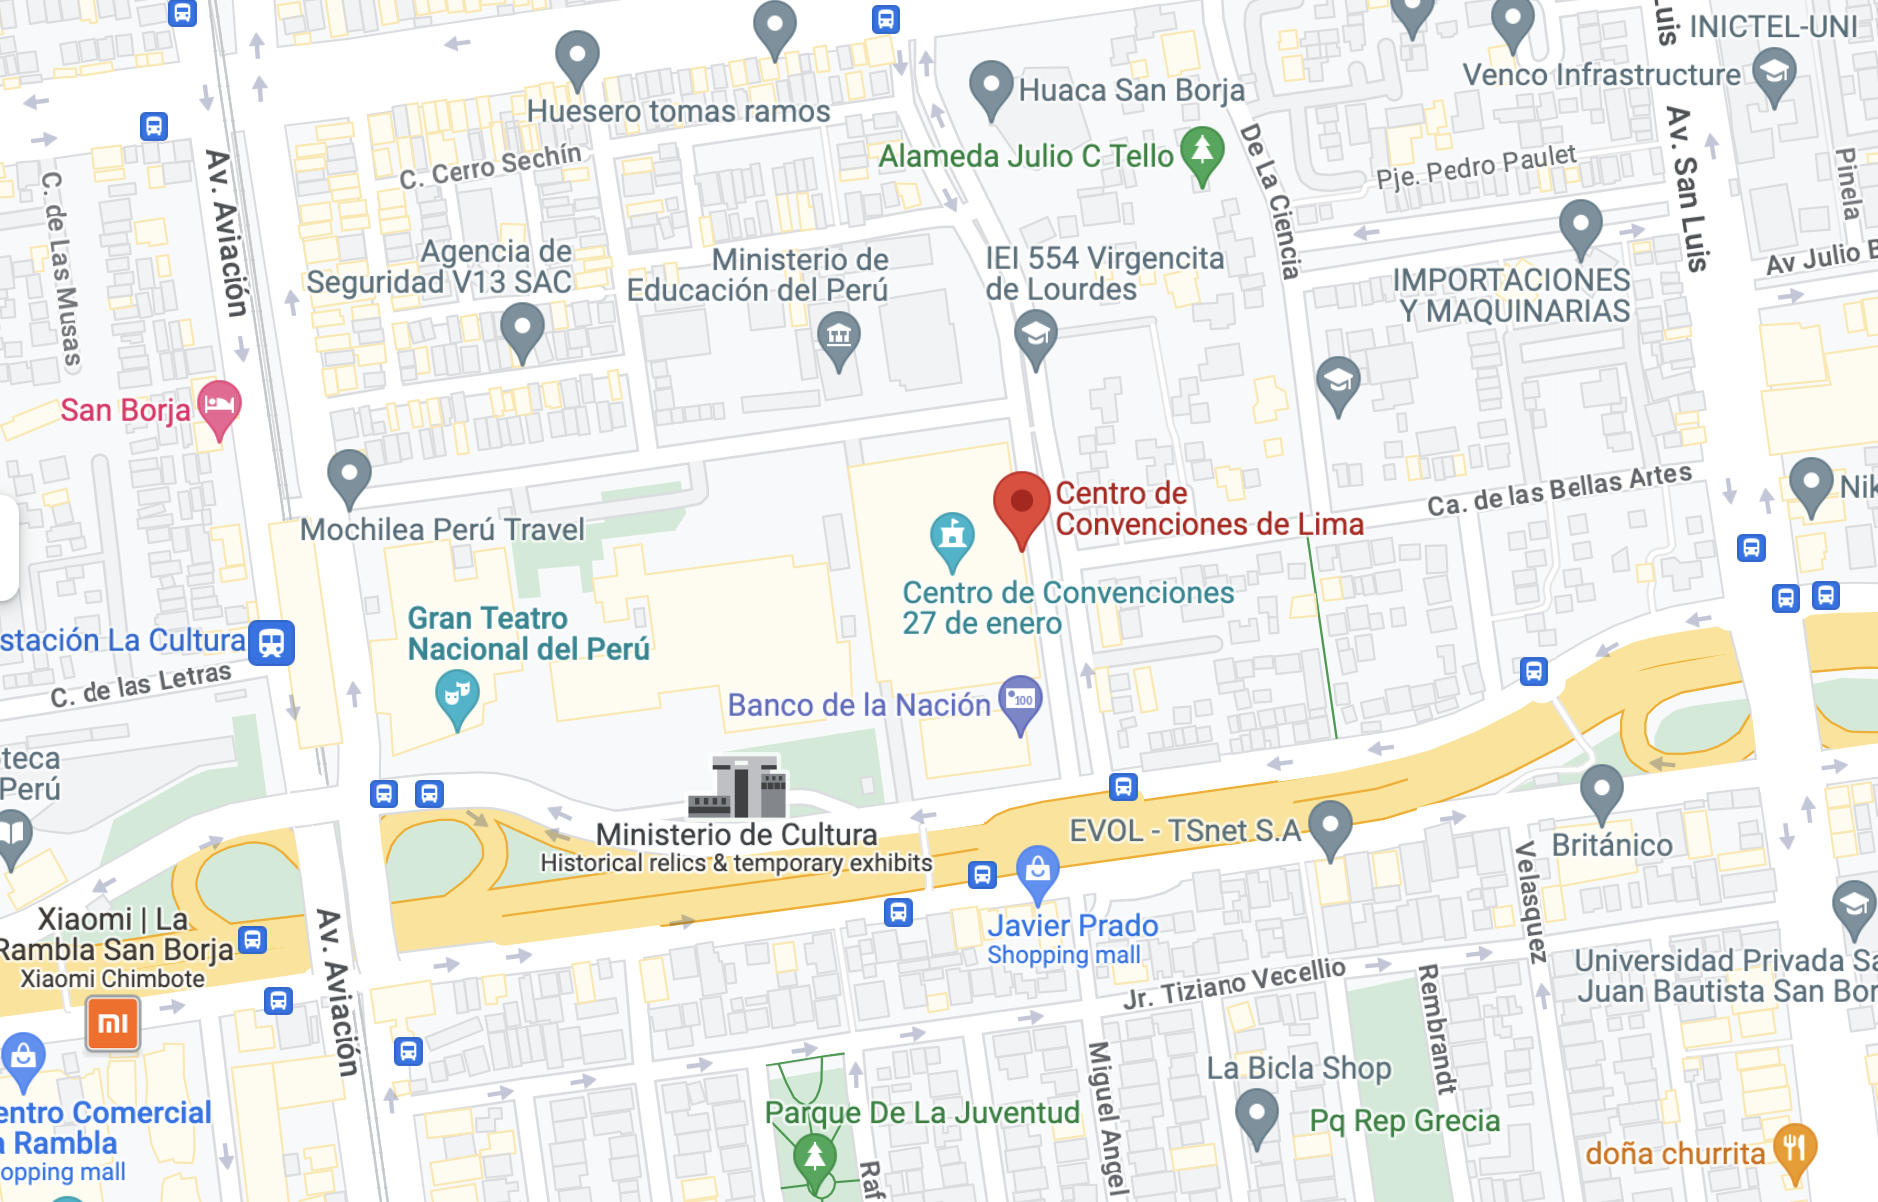 INICTEL-UNI
Luis
Venco Infrastructure
Huaca San Borja
Huesero tomas ramos
Av. San Luis
Alameda Julio C Tello
De La Ciencia
Pje. Pedro Paulet
Pinela
C. Cerro Sechín
Av. Aviación
C. de Las Musas
Agencia de
Seguridad V13 SAC
Ministerio de
Educación del Perú
IEI 554 Virgencita
de Lourdes
IMPORTACIONES
Y MAQUINARIAS
Av Julio B
San Borja
Centro de
Convenciones de Lima
Ca. de las Bellas Artes
Nik
Mochilea Perú Travel
Centro de Convenciones
27 de enero
Gran Teatro
Nacional del Perú
stación La Cultura
C. de las Letras
Banco de la Nación
100
oteca
Perú
Ministerio de Cultura
Historical relics & temporary exhibits
EVOL - TSnet S.A
Británico
Velasquez
Xiaomi | La
Rambla San Borja
Xiaomi Chimbote
mi
Av. Aviación
Javier Prado
Shopping mall
Jr. Tiziano Vecellio
Universidad Privada Sa
Juan Bautista San Bor
Rembrandt
Miguel Angel
La Bicla Shop
entro Comercial
a Rambla
opping mall
Parque De La Juventud
Pq Rep Grecia
doña churrita
Raf